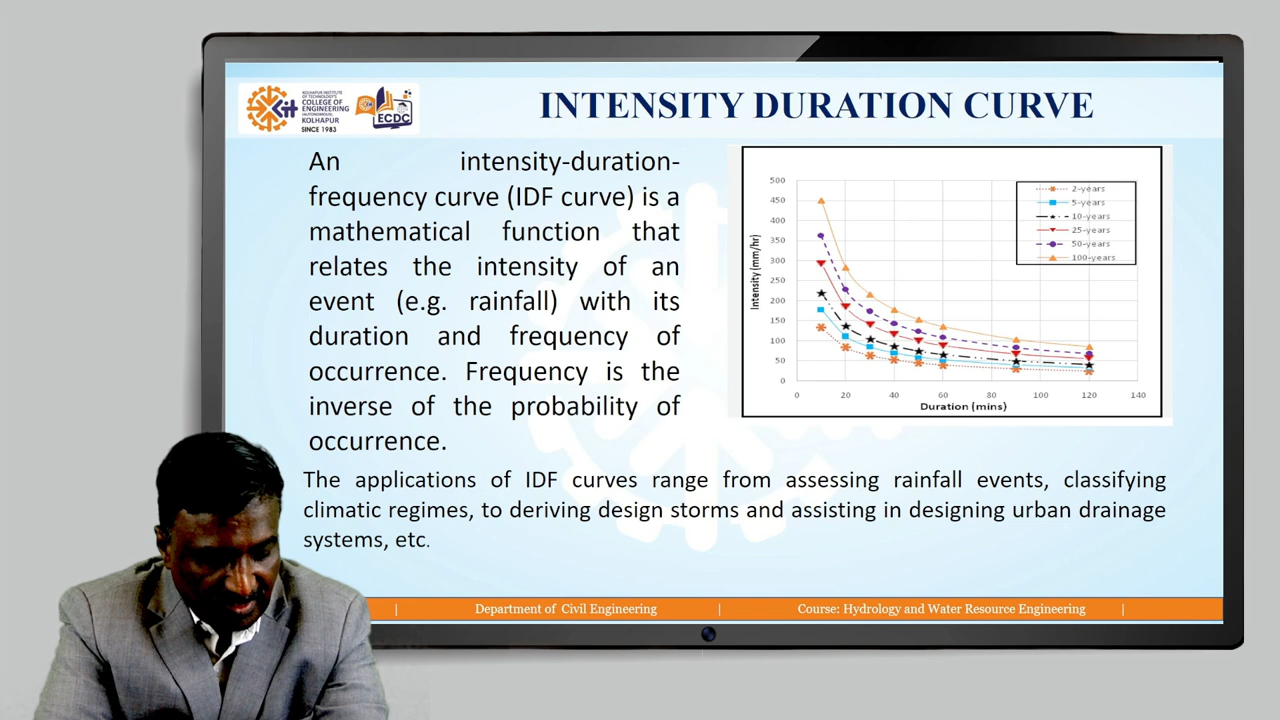 KOLHAPUR INSTITUTE
OF TECHNOLOGY'S
COLLEGE OF
ENGINEERING
(AUTONOMOUS),
KOLHAPUR
SINCE 1983
ECDC
INTENSITY DURATION CURVE
An intensity-duration-
frequency curve (IDF curve) is a
mathematical function that
relates the intensity of an
event (e.g. rainfall) with its
duration and frequency of
occurrence. Frequency is the
inverse of the probability of
occurrence.
500
450
400
350
300
250
200
150
100
50
0
Intensity (mm/hr)
0 20 40 60 80 100 120 140
Duration (mins)
2-years
5-years
10-years
25-years
50-years
100-years
The applications of IDF curves range from assessing rainfall events, classifying
climatic regimes, to deriving design storms and assisting in designing urban drainage
systems, etc.
| Department of Civil Engineering | Course: Hydrology and Water Resource Engineering |